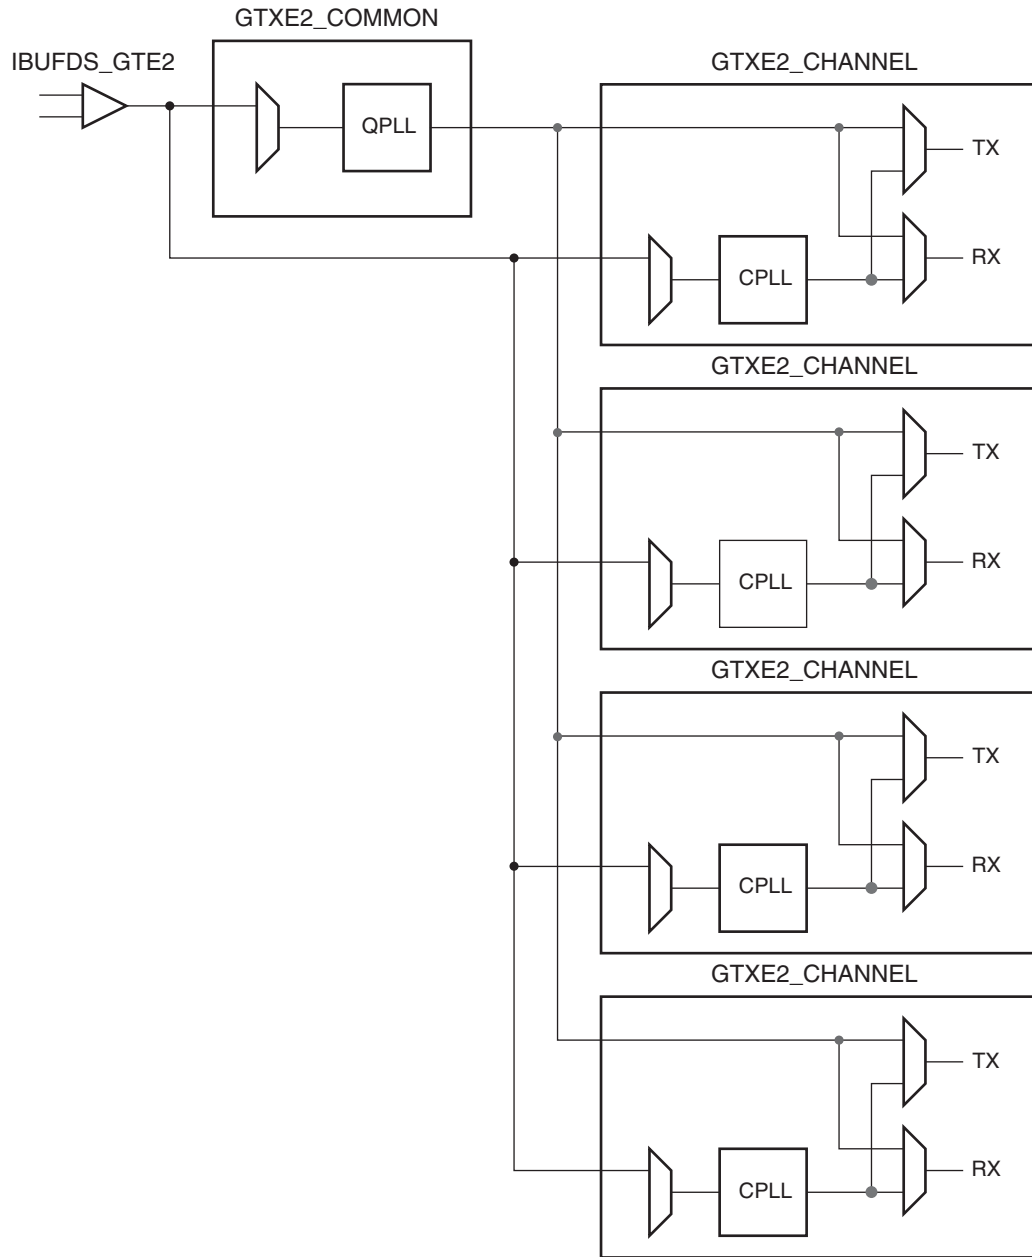 GTXE2_COMMON
IBUFDS_GTE2
QPLL
GTXE2_CHANNEL
TX
RX
CPLL
GTXE2_CHANNEL
TX
RX
CPLL
GTXE2_CHANNEL
TX
RX
CPLL
GTXE2_CHANNEL
TX
RX
CPLL